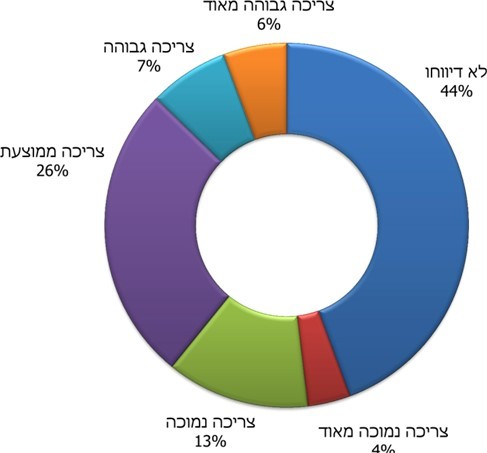 צריכה גבוהה מאוד
6%
צריכה גבוהה
7%
לא דיווחו
44%
צריכה ממוצעת
26%
צריכה נמוכה
13%
צריכה נמוכה מאוד
4%